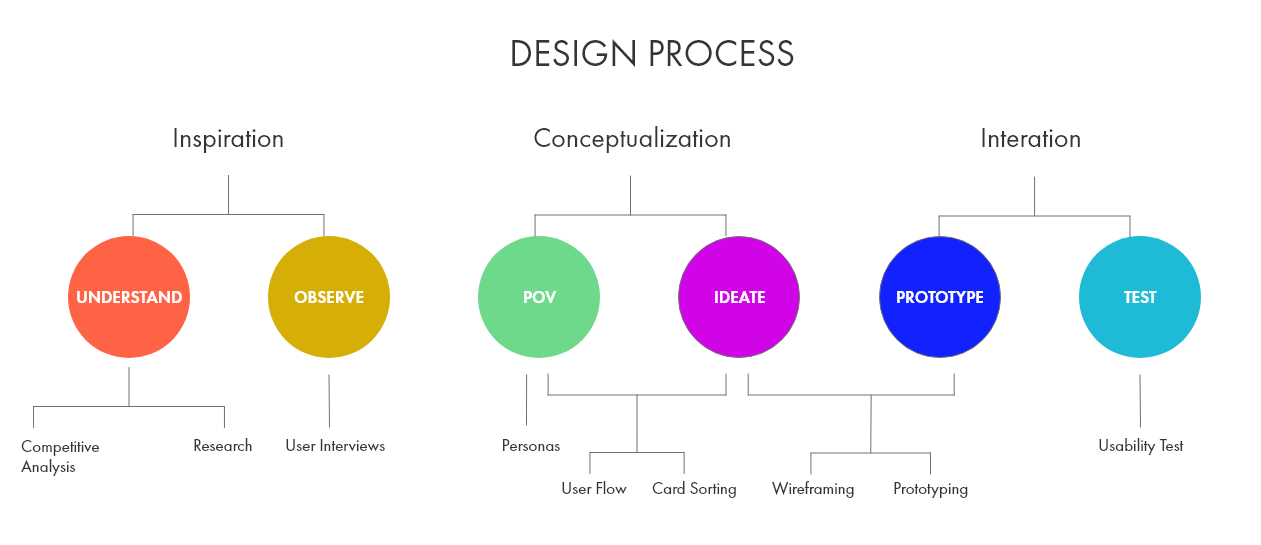 DESIGN PROCESS
Inspiration
Conceptualization
Interation
UNDERSTAND
OBSERVE
POV
IDEATE
PROTOTYPE
TEST
Competitive
Analysis
Research
User Interviews
Personas
User Flow
Card Sorting
Wireframing
Prototyping
Usability Test